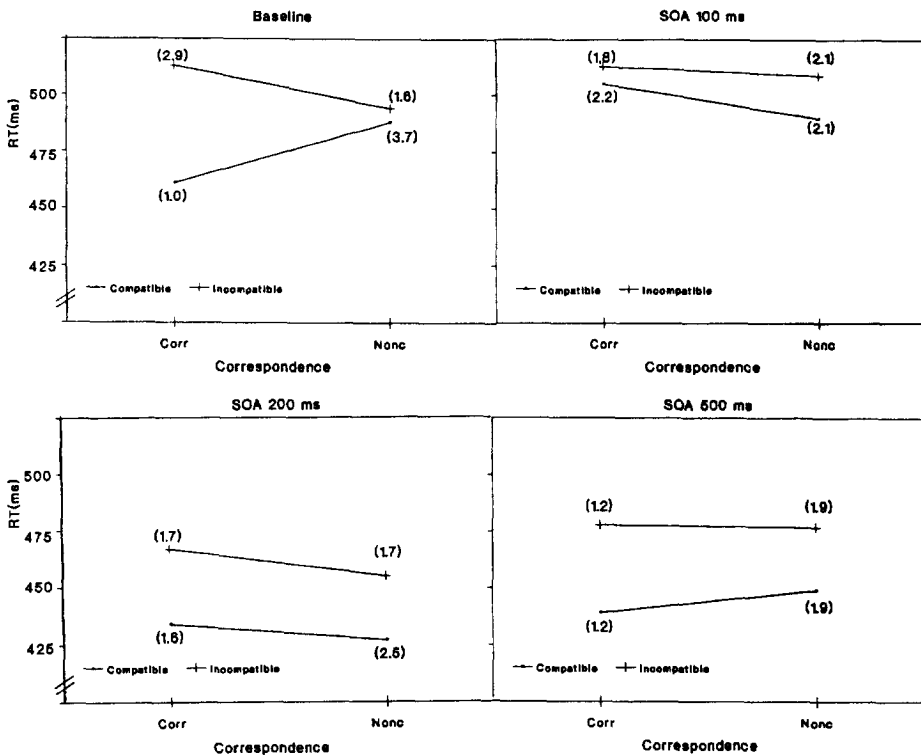 Baseline
SOA 100 ms
RT(ms)
500
475
450
425
(2.9)
(1.6)
(3.7)
(1.0)
Compatible Incompatible
Corr Nonc
Correspondence
(1.8)
(2.1)
(2.2)
(2.1)
Compatible Incompatible
Corr Nonc
Correspondence
SOA 200 ms
SOA 500 ms
RT(ms)
500
475
450
425
(1.7)
(1.7)
(1.6)
(2.5)
Compatible Incompatible
Corr Nonc
Correspondence
(1.2)
(1.9)
(1.2)
(1.9)
Compatible Incompatible
Corr Nonc
Correspondence